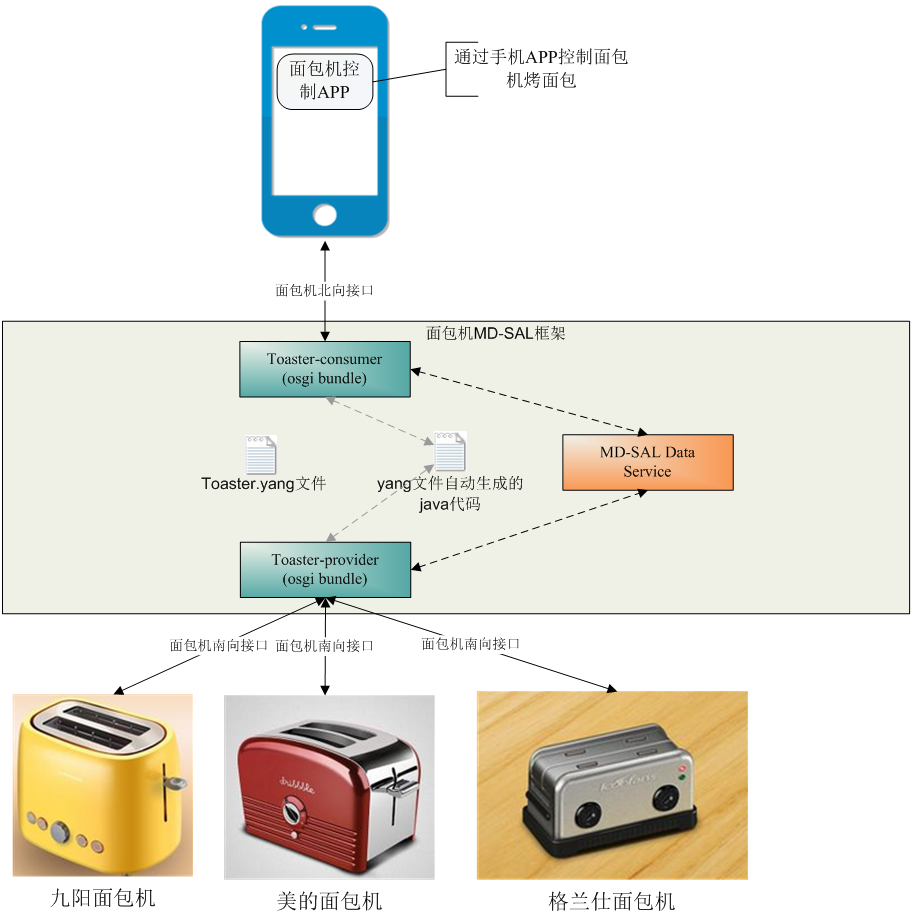 面包机控
制APP
通过手机APP控制面包
机烤面包
面包机北向接口
面包机MD-SAL框架
Toaster-consumer
(osgi bundle)
MD-SAL Data
Service
Toaster.yang文件
yang文件自动生成的
java代码
Toaster-provider
(osgi bundle)
面包机南向接口
面包机南向接口
面包机南向接口
dribbble
九阳面包机
美的面包机
格兰仕面包机